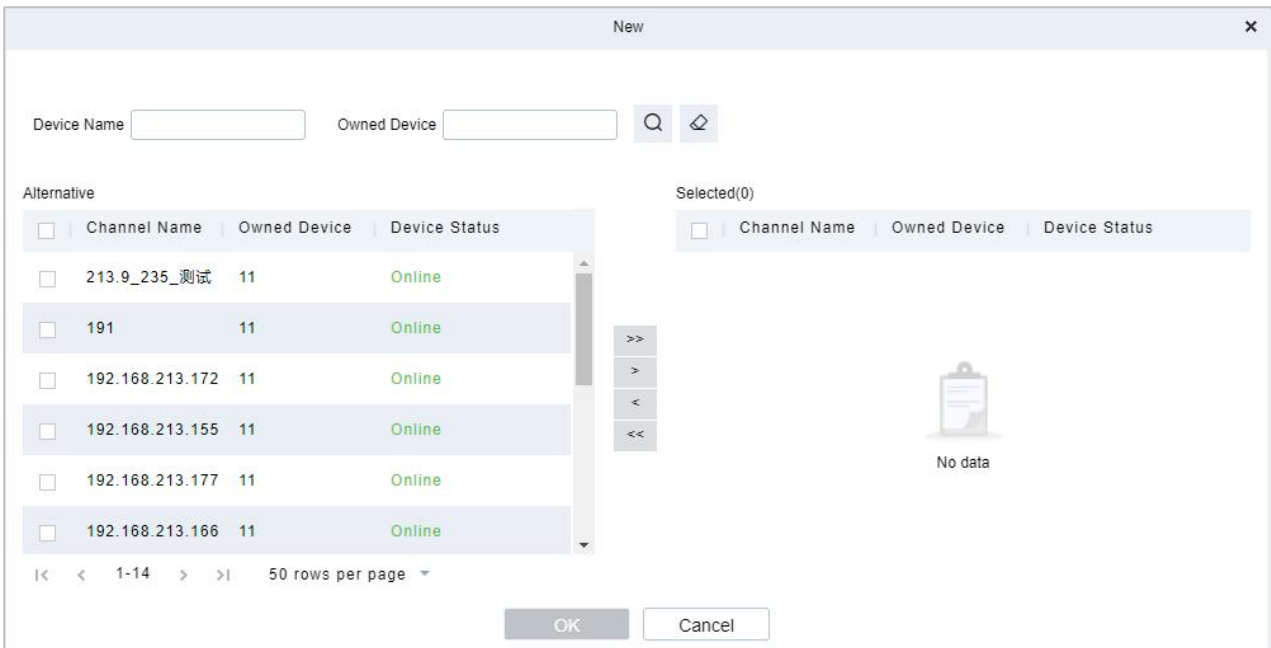 New ×
Device Name Owned Device
Alternative
Channel Name Owned Device Device Status
213.9_235_测试 11 Online
191 11 Online
192.168.213.172 11 Online
192.168.213.155 11 Online
192.168.213.177 11 Online
192.168.213.166 11 Online
|< < 1-14 > >| 50 rows per page
>>
>
<
<<
Selected(0)
Channel Name Owned Device Device Status
No data
OK Cancel